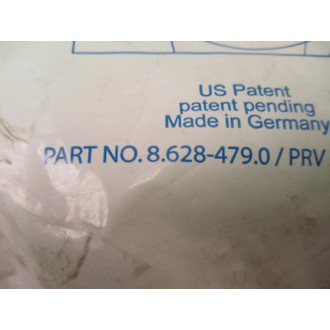 US Patent
patent pending
Made in Germany
PART NO. 8.628-479.0 / PRV